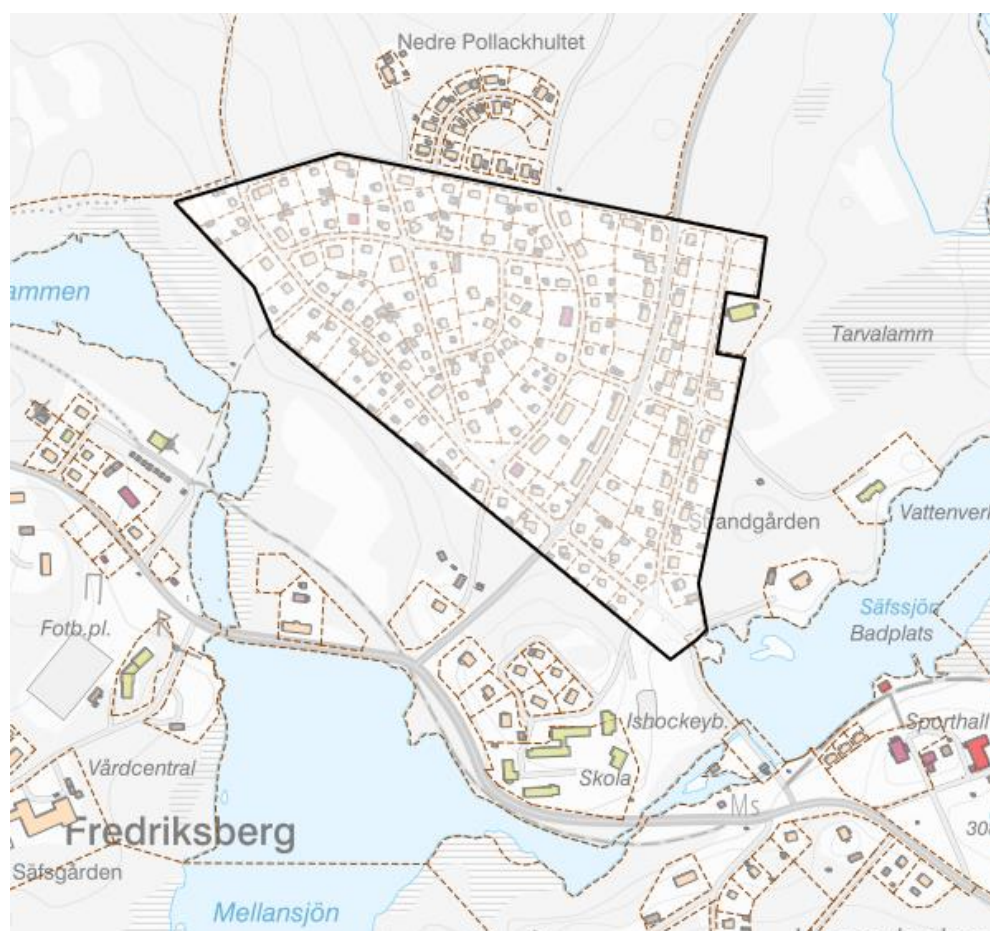 Nedre Pollackhultet
ammen
Tarvalamm
Strandgården
Vattenverk
Säfssjön
Badplats
Fotb.pl.
Ishockeyb.
Sporthall
Vårdcentral
Skola
Ms
Fredriksberg
Säfsgården
Mellansjön